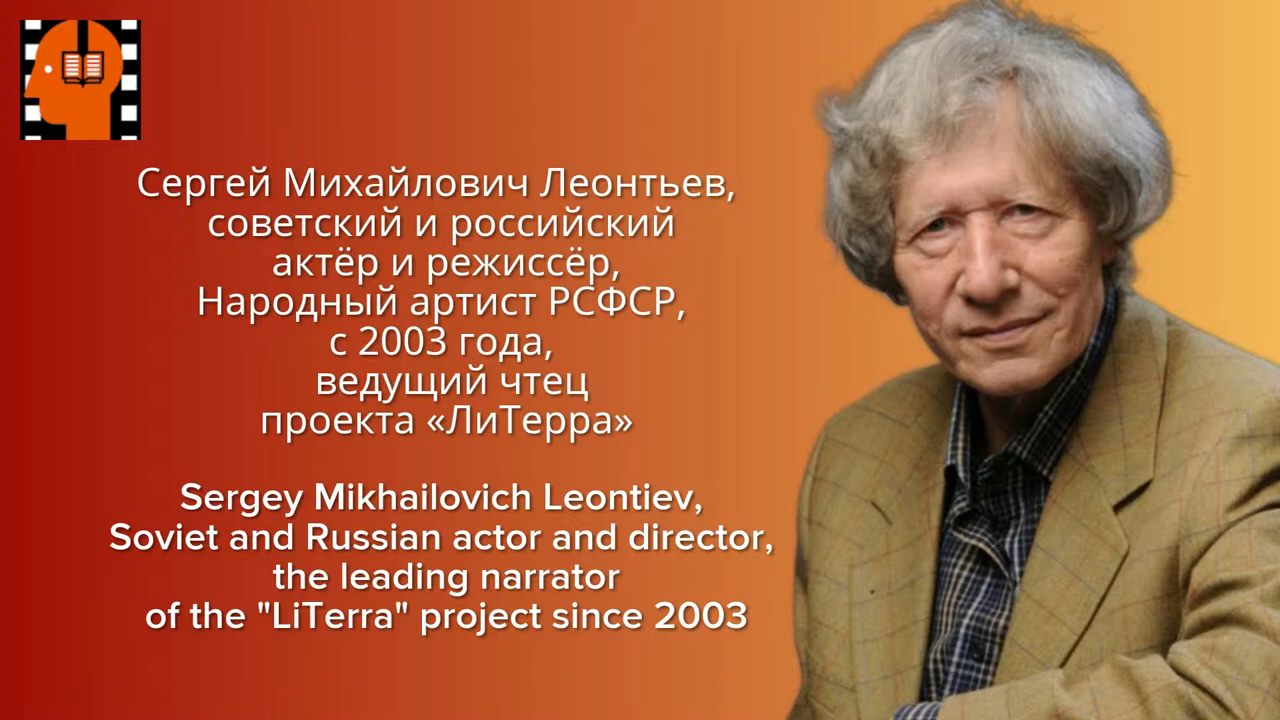 Сергей Михайлович Леонтьев,
советский и российский
актёр и режиссёр,
Народный артист РСФСР,
с 2003 года,
ведущий чтец
проекта «ЛиТерра»
Sergey Mikhailovich Leontiev,
Soviet and Russian actor and director,
the leading narrator
of the "LiTerra" project since 2003